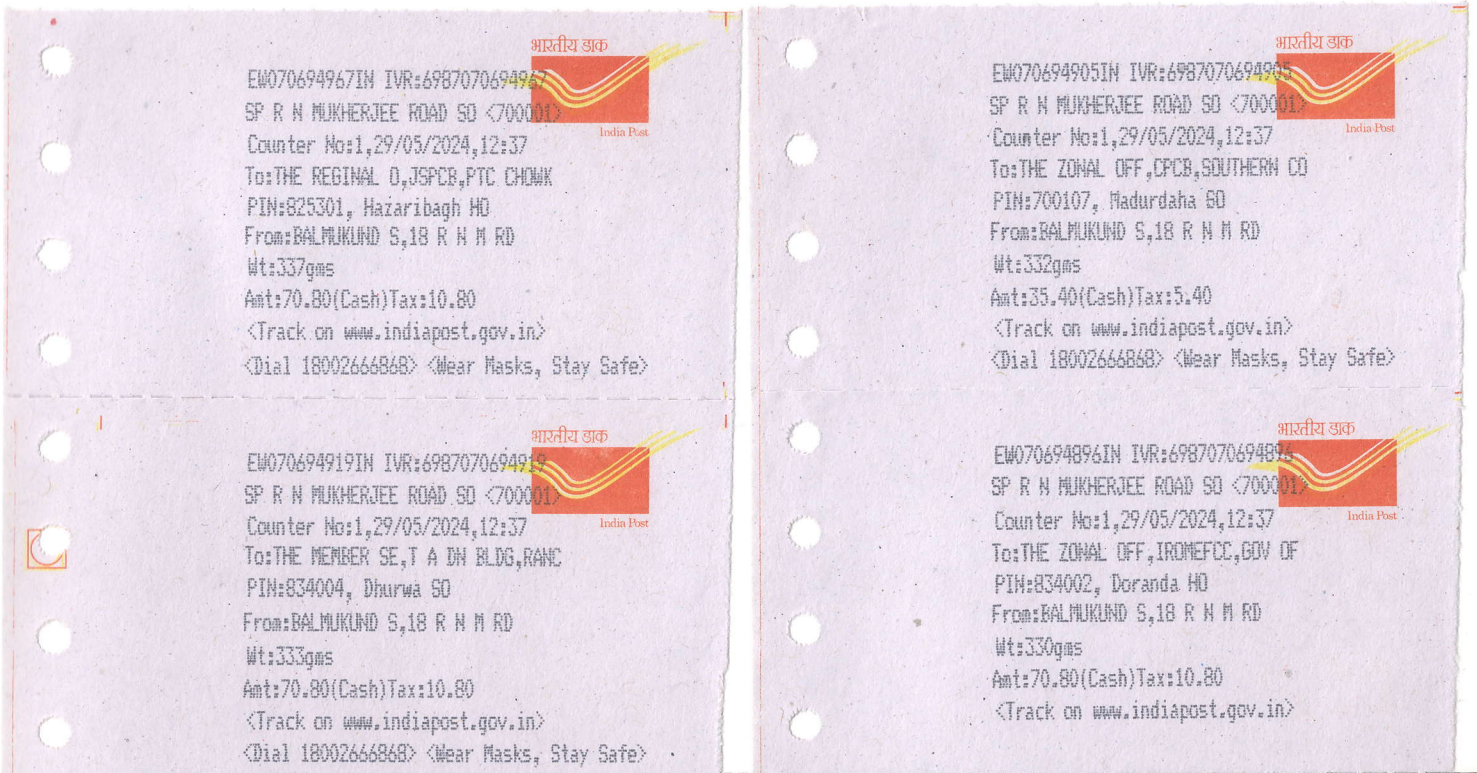 भारतीय डाक
EW070694967IN IVR:6987070694967
SP R N MUKHERJEE ROAD SO <700001>
India Post
Counter No:1,29/05/2024,12:37
To:THE REGINAL O,JSPCB,PTC CHOWK
PIN:825301, Hazaribagh HO
From:BALMUKUND S,18 R N M RD
Wt:337gms
Amt:70.80(Cash)Tax:10.80
<Track on www.indiapost.gov.in>
<Dial 18002666868> <Wear Masks, Stay Safe>
भारतीय डाक
EW070694905IN IVR:6987070694905
SP R N MUKHERJEE ROAD SO <700001>
India Post
Counter No:1,29/05/2024,12:37
To:THE ZONAL OFF,CPCB,SOUTHERN CO
PIN:700107, Madurdaha SO
From:BALMUKUND S,18 R N M RD
Wt:332gms
Amt:35.40(Cash)Tax:5.40
<Track on www.indiapost.gov.in>
<Dial 18002666868> <Wear Masks, Stay Safe>
भारतीय डाक
EW070694919IN IVR:6987070694919
SP R N MUKHERJEE ROAD SO <700001>
India Post
Counter No:1,29/05/2024,12:37
To:THE MEMBER SE,T A DN BLDG,RANC
PIN:834004, Dhurwa SO
From:BALMUKUND S,18 R N M RD
Wt:333gms
Amt:70.80(Cash)Tax:10.80
<Track on www.indiapost.gov.in>
<Dial 18002666868> <Wear Masks, Stay Safe>
भारतीय डाक
EW070694896IN IVR:6987070694896
SP R N MUKHERJEE ROAD SO <700001>
India Post
Counter No:1,29/05/2024,12:37
To:THE ZONAL OFF,IROMEFCC,GOV OF
PIN:834002, Doranda HO
From:BALMUKUND S,18 R N M RD
Wt:330gms
Amt:70.80(Cash)Tax:10.80
<Track on www.indiapost.gov.in>